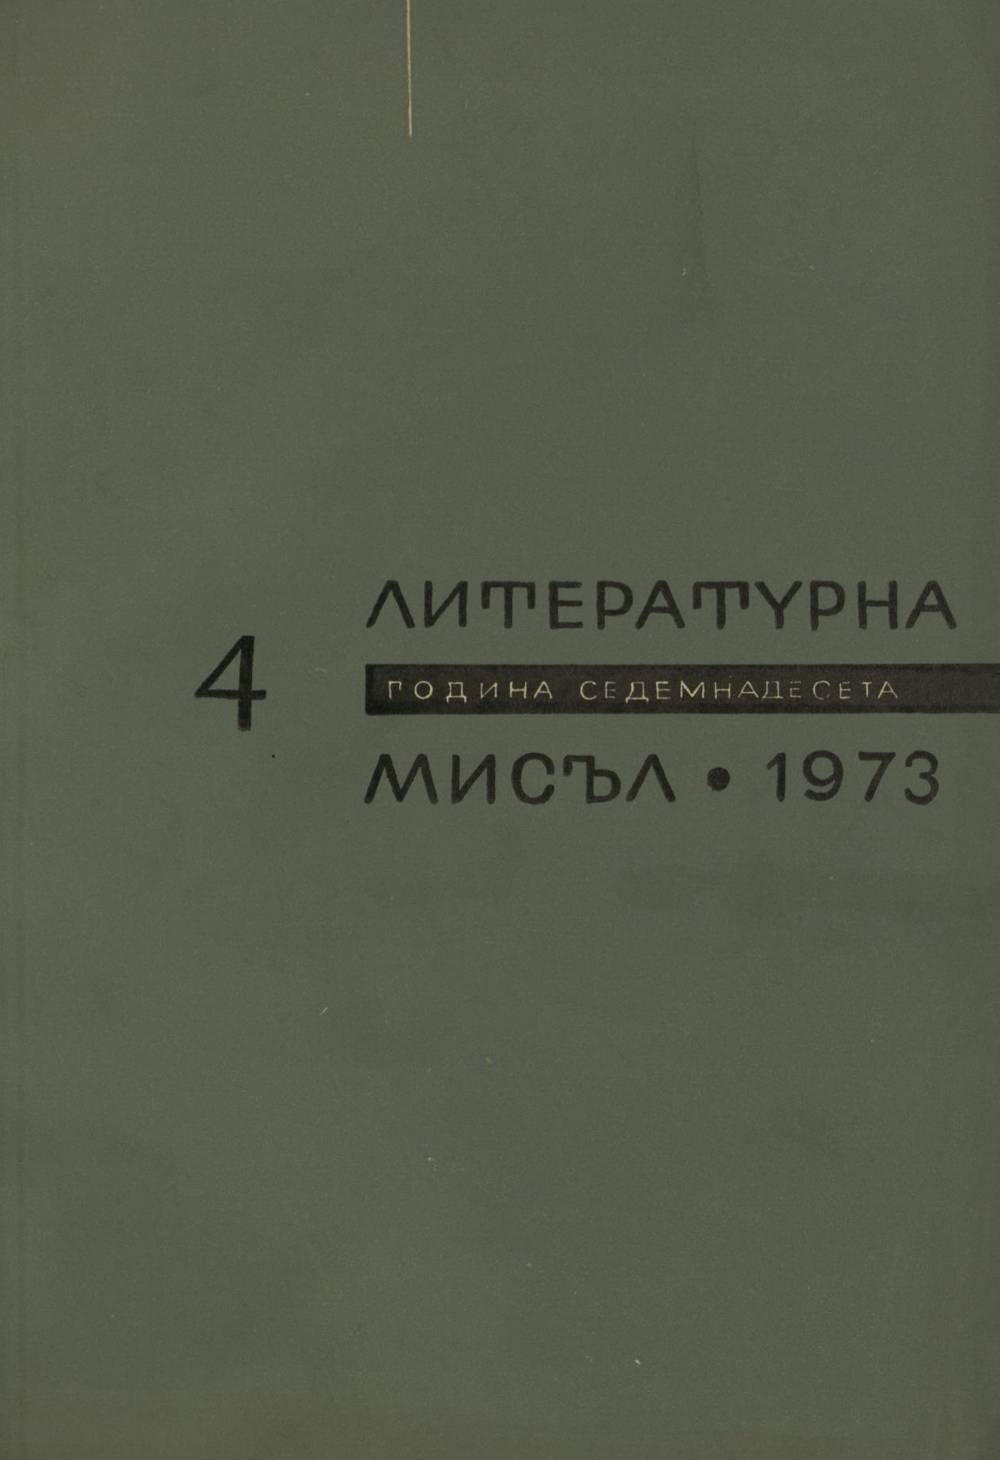 ЛИТЕРАТУРНА
4
ГОДИНА СЕДЕМНАДЕСЕТА
МИСЪЛ • 1973